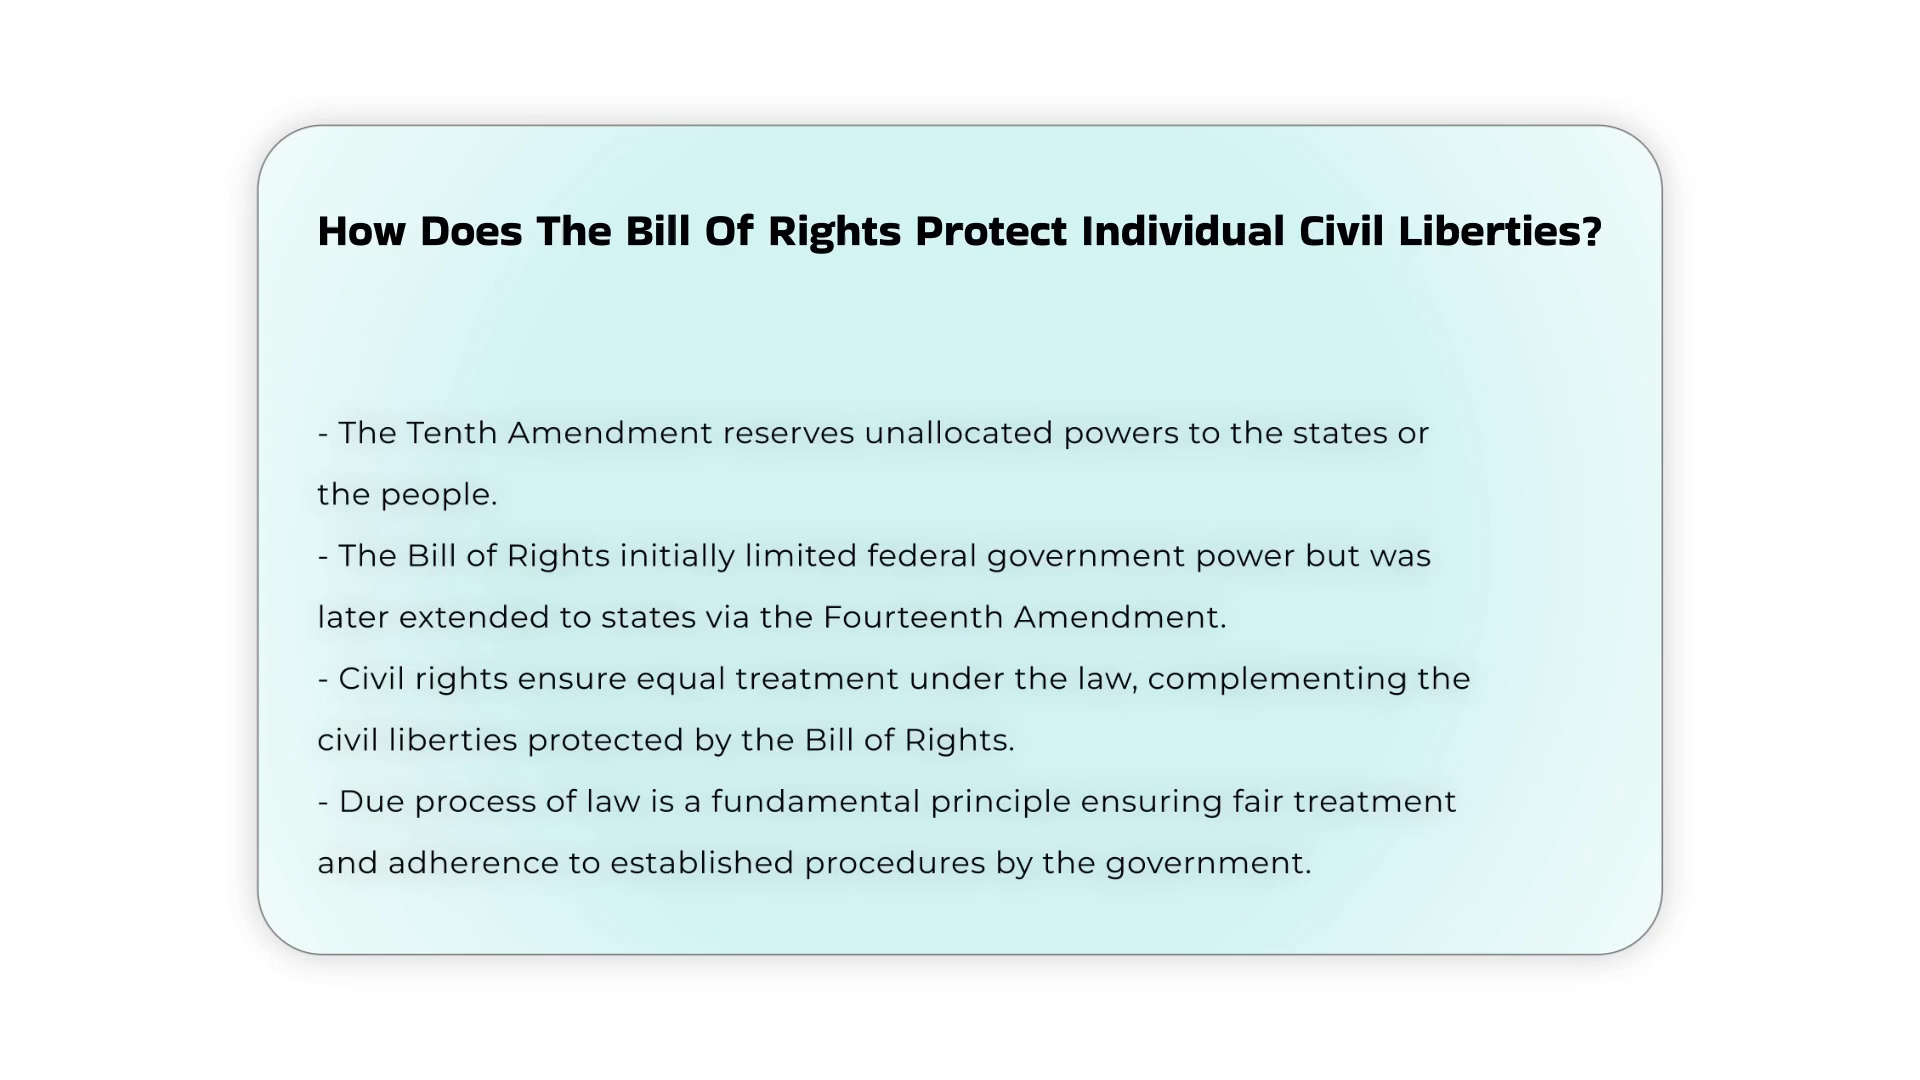 How Does The Bill Of Rights Protect Individual Civil Liberties?
- The Tenth Amendment reserves unallocated powers to the states or
the people.
- The Bill of Rights initially limited federal government power but was
later extended to states via the Fourteenth Amendment.
- Civil rights ensure equal treatment under the law, complementing the
civil liberties protected by the Bill of Rights.
- Due process of law is a fundamental principle ensuring fair treatment
and adherence to established procedures by the government.